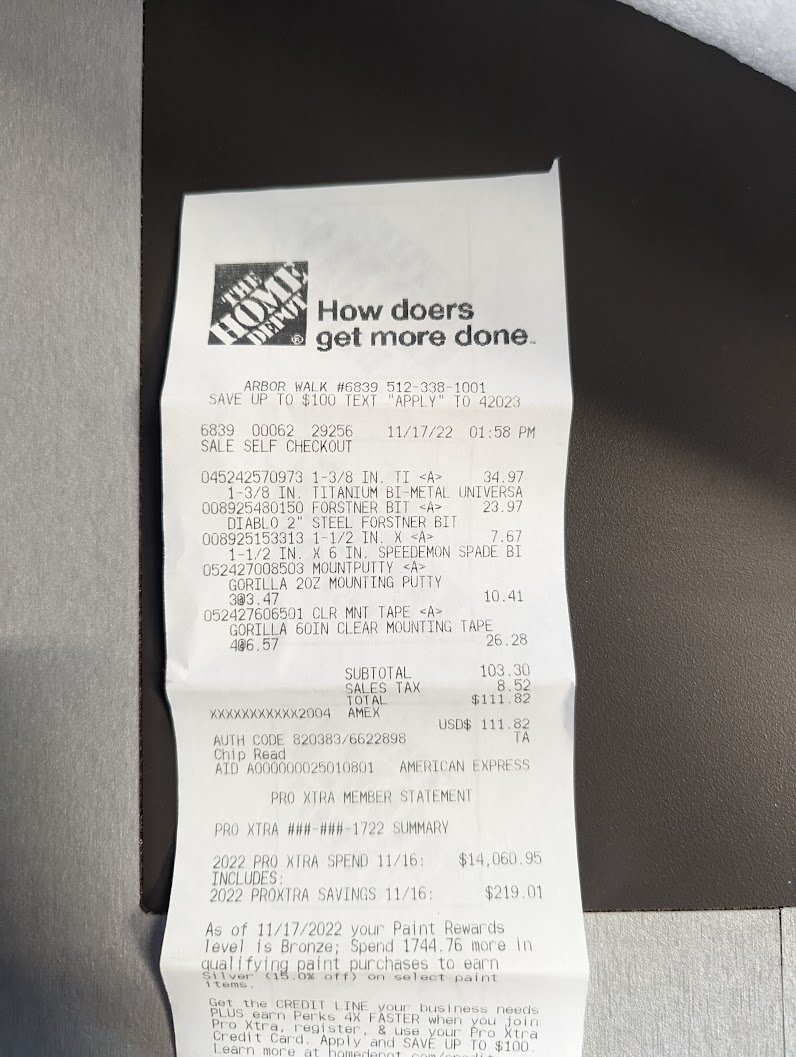 THE
HOME
DEPOT®
How doers
get more done™
ARBOR WALK #6839 512-338-1001
SAVE UP TO $100 TEXT "APPLY" TO 42023
6839 00062 29256 11/17/22 01:58 PM
SALE SELF CHECKOUT
045242570973 1-3/8 IN. TI <A> 34.97
1-3/8 IN. TITANIUM BI-METAL UNIVERSA
008925480150 FORSTNER BIT <A> 23.97
DIABLO 2" STEEL FORSTNER BIT
008925153313 1-1/2 IN. X <A> 7.67
1-1/2 IN. X 6 IN. SPEEDEMON SPADE BI
052427008503 MOUNTPUTTY <A>
GORILLA 2OZ MOUNTING PUTTY
3@3.47 10.41
052427606501 CLR MNT TAPE <A>
GORILLA 60IN CLEAR MOUNTING TAPE
4@6.57 26.28
SUBTOTAL 103.30
SALES TAX 8.52
TOTAL $111.82
XXXXXXXXXXX2004 AMEX
USD$ 111.82
AUTH CODE 820383/6622898 TA
Chip Read
AID A000000025010801 AMERICAN EXPRESS
PRO XTRA MEMBER STATEMENT
PRO XTRA ###-###-1722 SUMMARY
2022 PRO XTRA SPEND 11/16: $14,060.95
INCLUDES:
2022 PROXTRA SAVINGS 11/16: $219.01
As of 11/17/2022 your Paint Rewards
level is Bronze; Spend 1744.76 more in
qualifying paint purchases to earn
Silver (15.0% off) on select paint
items.
Get the CREDIT LINE your business needs
PLUS earn Perks 4X FASTER when you join
Pro Xtra, register, & use your Pro Xtra
Credit Card. Apply and SAVE UP TO $100.
Learn more at